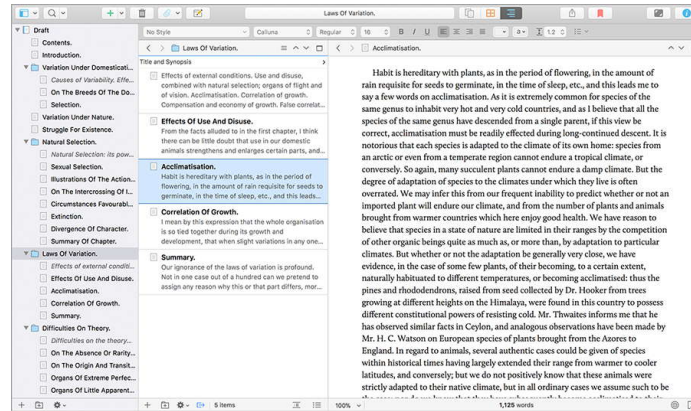 Laws Of Variation.
Draft
Contents.
Introduction.
Variation Under Domesticati...
Causes of Variability. Effe...
On The Breeds Of The Do...
Selection.
Variation Under Nature.
Struggle For Existence.
Natural Selection.
Natural Selection: its pow...
Sexual Selection.
Illustrations Of The Action...
On the Intercrossing Of I...
Circumstances Favourabl...
Extinction.
Divergence Of Character.
Summary Of Chapter.
Laws Of Variation.
Effects of external conditi...
Effects Of Use And Disuse.
Acclimatisation.
Correlation Of Growth.
Summary.
Difficulties On Theory.
Difficulties on the theory...
On The Absence Or Rarity...
On The Origin And Transit...
Organs Of Extreme Perfec...
Organs Of Little Apparent...
No Style Calluna Regular 16 B I U a 1.2
Laws Of Variation.
Title and Synopsis
Effects of external conditions. Use and disuse,
combined with natural selection; organs of flight and
of vision. Acclimatisation. Correlation of growth.
Compensation and economy of growth. False correlat...
Effects Of Use And Disuse.
From the facts alluded to in the first chapter, I think
there can be little doubt that use in our domestic
animals strengthens and enlarges certain parts, and...
Acclimatisation.
Habit is hereditary with plants, as in the period of
flowering, in the amount of rain requisite for seeds to
germinate, in the time of sleep, etc., and this leads...
Correlation Of Growth.
I mean by this expression that the whole organisation
is so tied together during its growth and
development, that when slight variations in any one...
Summary.
Our ignorance of the laws of variation is profound.
Not in one case out of a hundred can we pretend to
assign any reason why this or that part differs, mor...
5 items
Acclimatisation.
Habit is hereditary with plants, as in the period of flowering, in the amount of
rain requisite for seeds to germinate, in the time of sleep, etc., and this leads me to
say a few words on acclimatisation. As it is extremely common for species of the
same genus to inhabit very hot and very cold countries, and as I believe that all the
species of the same genus have descended from a single parent, if this view be
correct, acclimatisation must be readily effected during long-continued descent. It is
notorious that each species is adapted to the climate of its own home: species from
an arctic or even from a temperate region cannot endure a tropical climate, or
conversely. So again, many succulent plants cannot endure a damp climate. But the
degree of adaptation of species to the climates under which they live is often
overrated. We may infer this from our frequent inability to predict whether or not an
imported plant will endure our climate, and from the number of plants and animals
brought from warmer countries which here enjoy good health. We have reason to
believe that species in a state of nature are limited in their ranges by the competition
of other organic beings quite as much as, or more than, by adaptation to particular
climates. But whether or not the adaptation be generally very close, we have
evidence, in the case of some few plants, of their becoming, to a certain extent,
naturally habituated to different temperatures, or becoming acclimatised: thus the
pines and rhododendrons, raised from seed collected by Dr. Hooker from trees
growing at different heights on the Himalaya, were found in this country to possess
different constitutional powers of resisting cold. Mr. Thwaites informs me that he
has observed similar facts in Ceylon, and analogous observations have been made by
Mr. H. C. Watson on European species of plants brought from the Azores to
England. In regard to animals, several authentic cases could be given of species
within historical times having largely extended their range from warmer to cooler
latitudes, and conversely; but we do not positively know that these animals were
strictly adapted to their native climate, but in all ordinary cases we assume such to be
100% 1,125 words